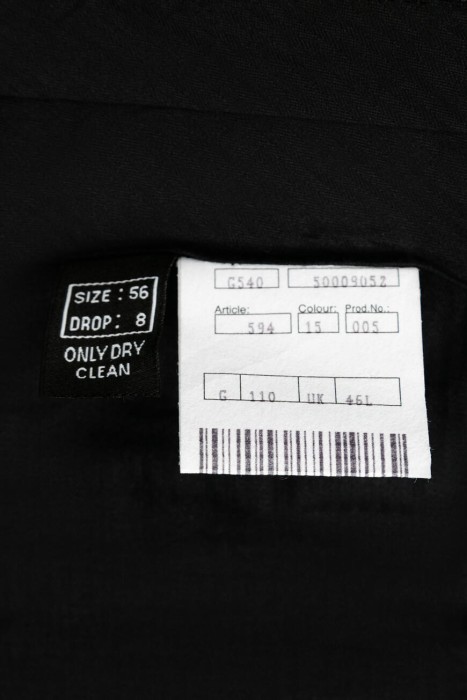 SIZE : 56
DROP: 8
ONLY DRY
CLEAN
G540 50009052
Article: Colour: Prod.No.:
594 15 005
G 110 UK 46L